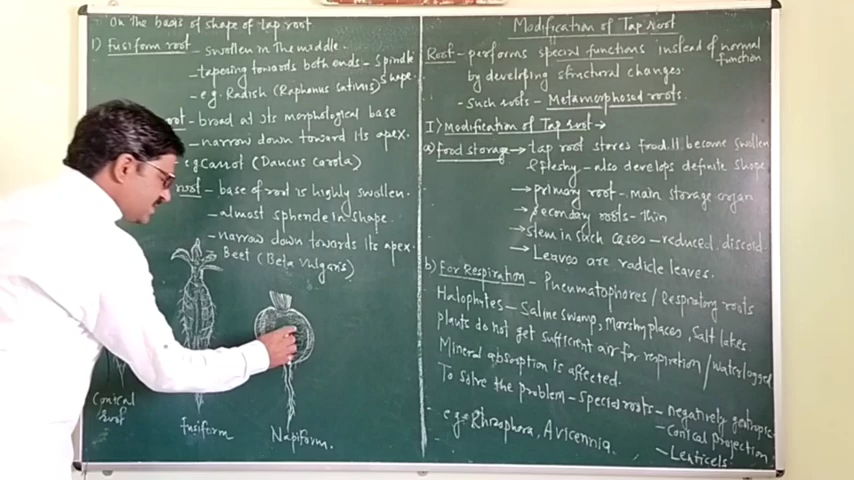 On the basis of shape of tap root
1) Fusiform root - swollen in the middle.
- tapering towards both ends - Spindle shape.
- e.g. Radish (Raphanus sativus)
root - broad at its morphological base
- narrow down toward its apex.
e.g Carrot (Daucus carota)
root - base of root is highly swollen.
- almost in shape
- narrow down towards its apex.
Beet (Beta vulgaris)
Conical root
Fusiform
Napiform.
Modification of Tap Root
Root - performs special functions instead of normal function
by developing structural changes.
- Such roots - Metamorphosed roots.
I) Modification of Tap root →
(a) food storage → tap root stores food || become swollen
& fleshy - also develops definite shape
→ primary root - main storage organ
→ Secondary roots - thin
→ Stem in such cases - reduced, discoid.
→ Leaves are radicle leaves.
b) For Respiration - Pneumatophores / Respiratory roots
Halophytes - Saline swamp, Marshy places, Salt lakes.
plants do not get sufficient air for respiration / waterlogged
Mineral absorption is affected.
To solve the problem - Special roots - negatively geotropic
- Conical projection
- Lenticels
e.g. Rhizophora, Avicennia.